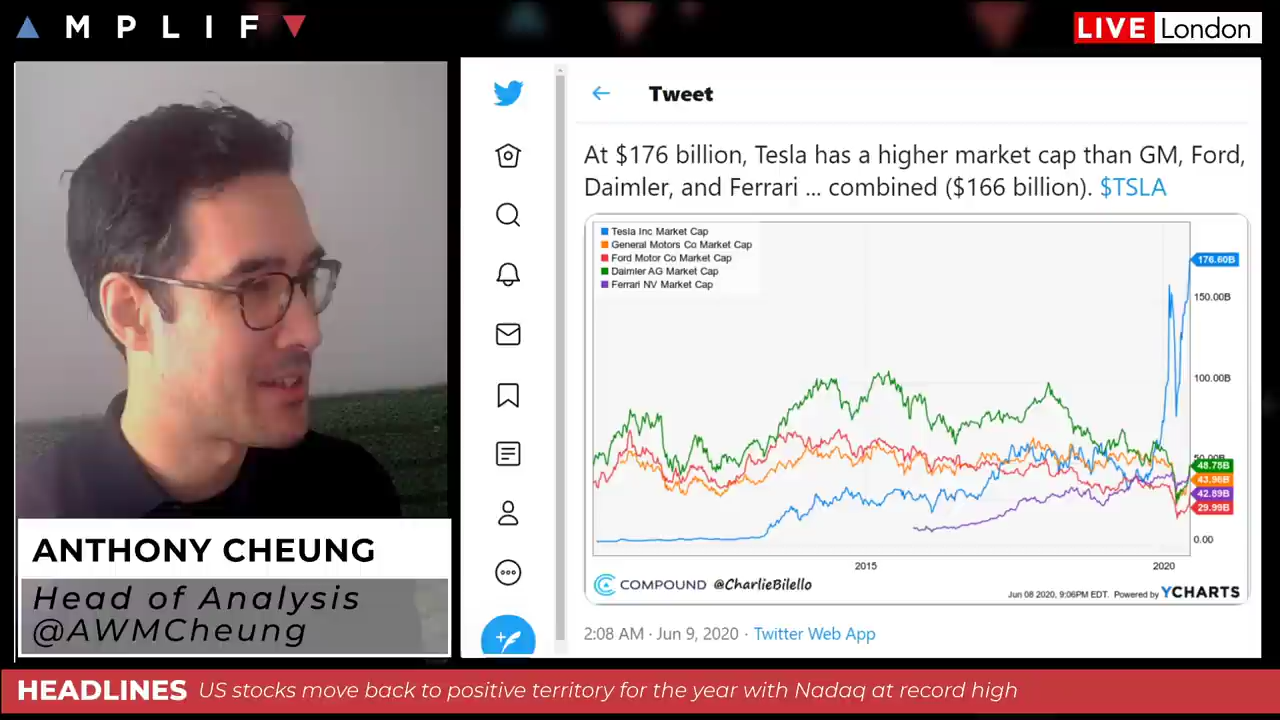 AMPLIFY
LIVE London
Tweet
At $176 billion, Tesla has a higher market cap than GM, Ford,
Daimler, and Ferrari ... combined ($166 billion). $TSLA
Tesla Inc Market Cap
General Motors Co Market Cap
Ford Motor Co Market Cap
Daimler AG Market Cap
Ferrari NV Market Cap
176.60B
150.00B
100.00B
50.00B
48.78B
43.96B
42.89B
29.99B
0.00
2015
2020
COMPOUND @CharlieBilello
Jun 08 2020, 9:06PM EDT. Powered by YCHARTS
2:08 AM · Jun 9, 2020 · Twitter Web App
ANTHONY CHEUNG
Head of Analysis
@AWMCheung
HEADLINES US stocks move back to positive territory for the year with Nadaq at record high